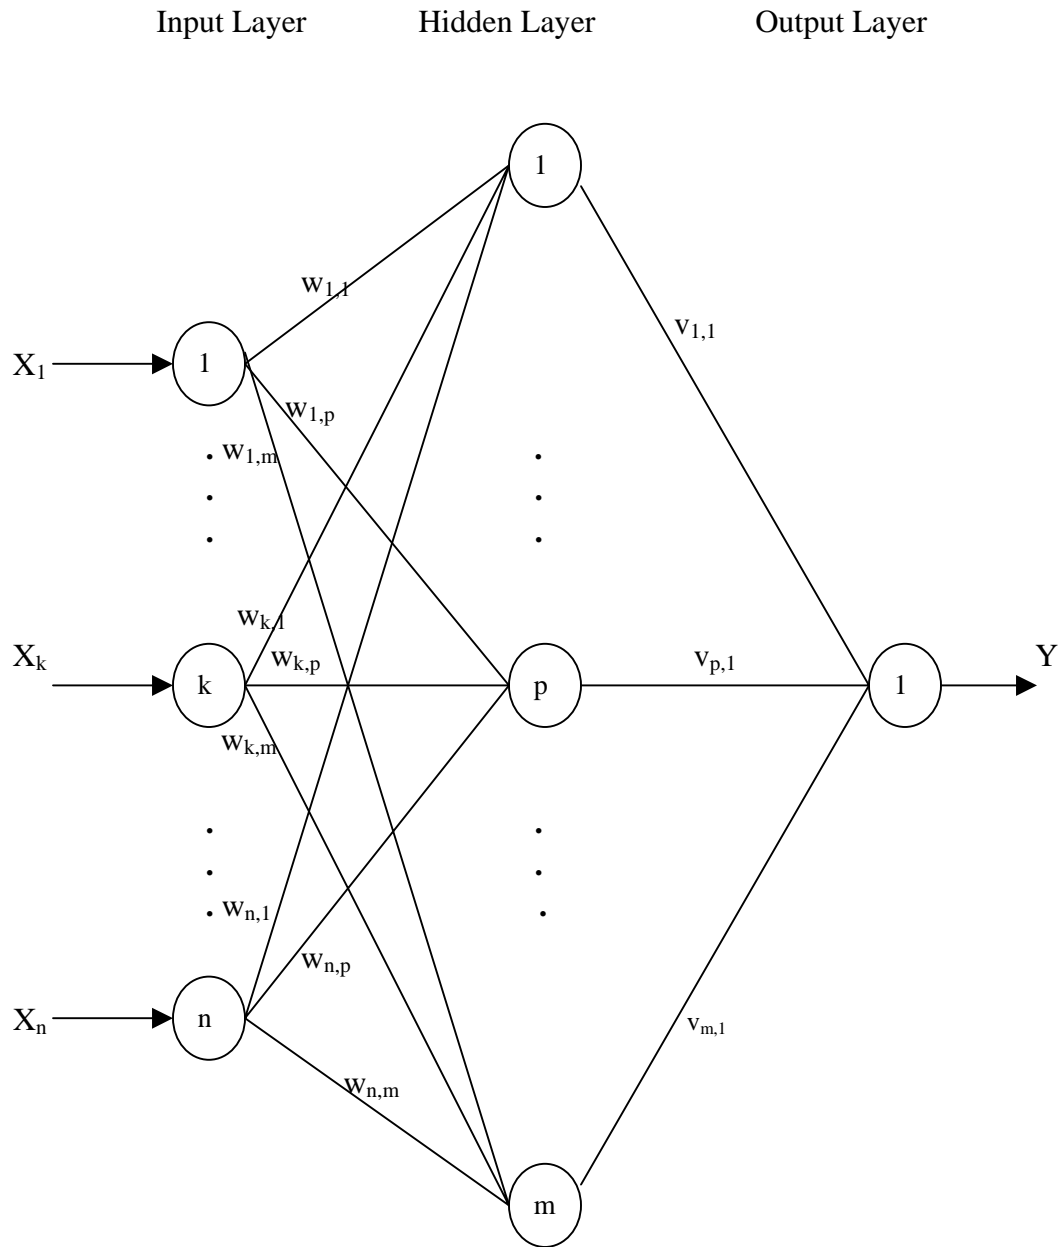 Input Layer Hidden Layer Output Layer
1
w1,1
v1,1
X1 1
w1,p
w1,m
wk,1
Xk k wk,p p vp,1 1 Y
wk,m
wn,1
wn,p
Xn n
vm,1
wn,m
m